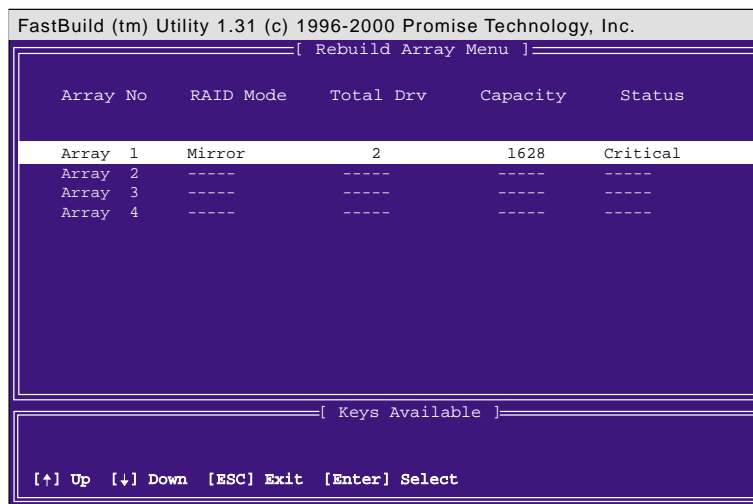 FastBuild (tm) Utility 1.31 (c) 1996-2000 Promise Technology, Inc.
[ Rebuild Array Menu ]
Array No RAID Mode Total Drv Capacity Status
Array 1 Mirror 2 1628 Critical
Array 2 ----- ----- ----- -----
Array 3 ----- ----- ----- -----
Array 4 ----- ----- ----- -----
[ Keys Available ]
[↑] Up [↓] Down [ESC] Exit [Enter] Select